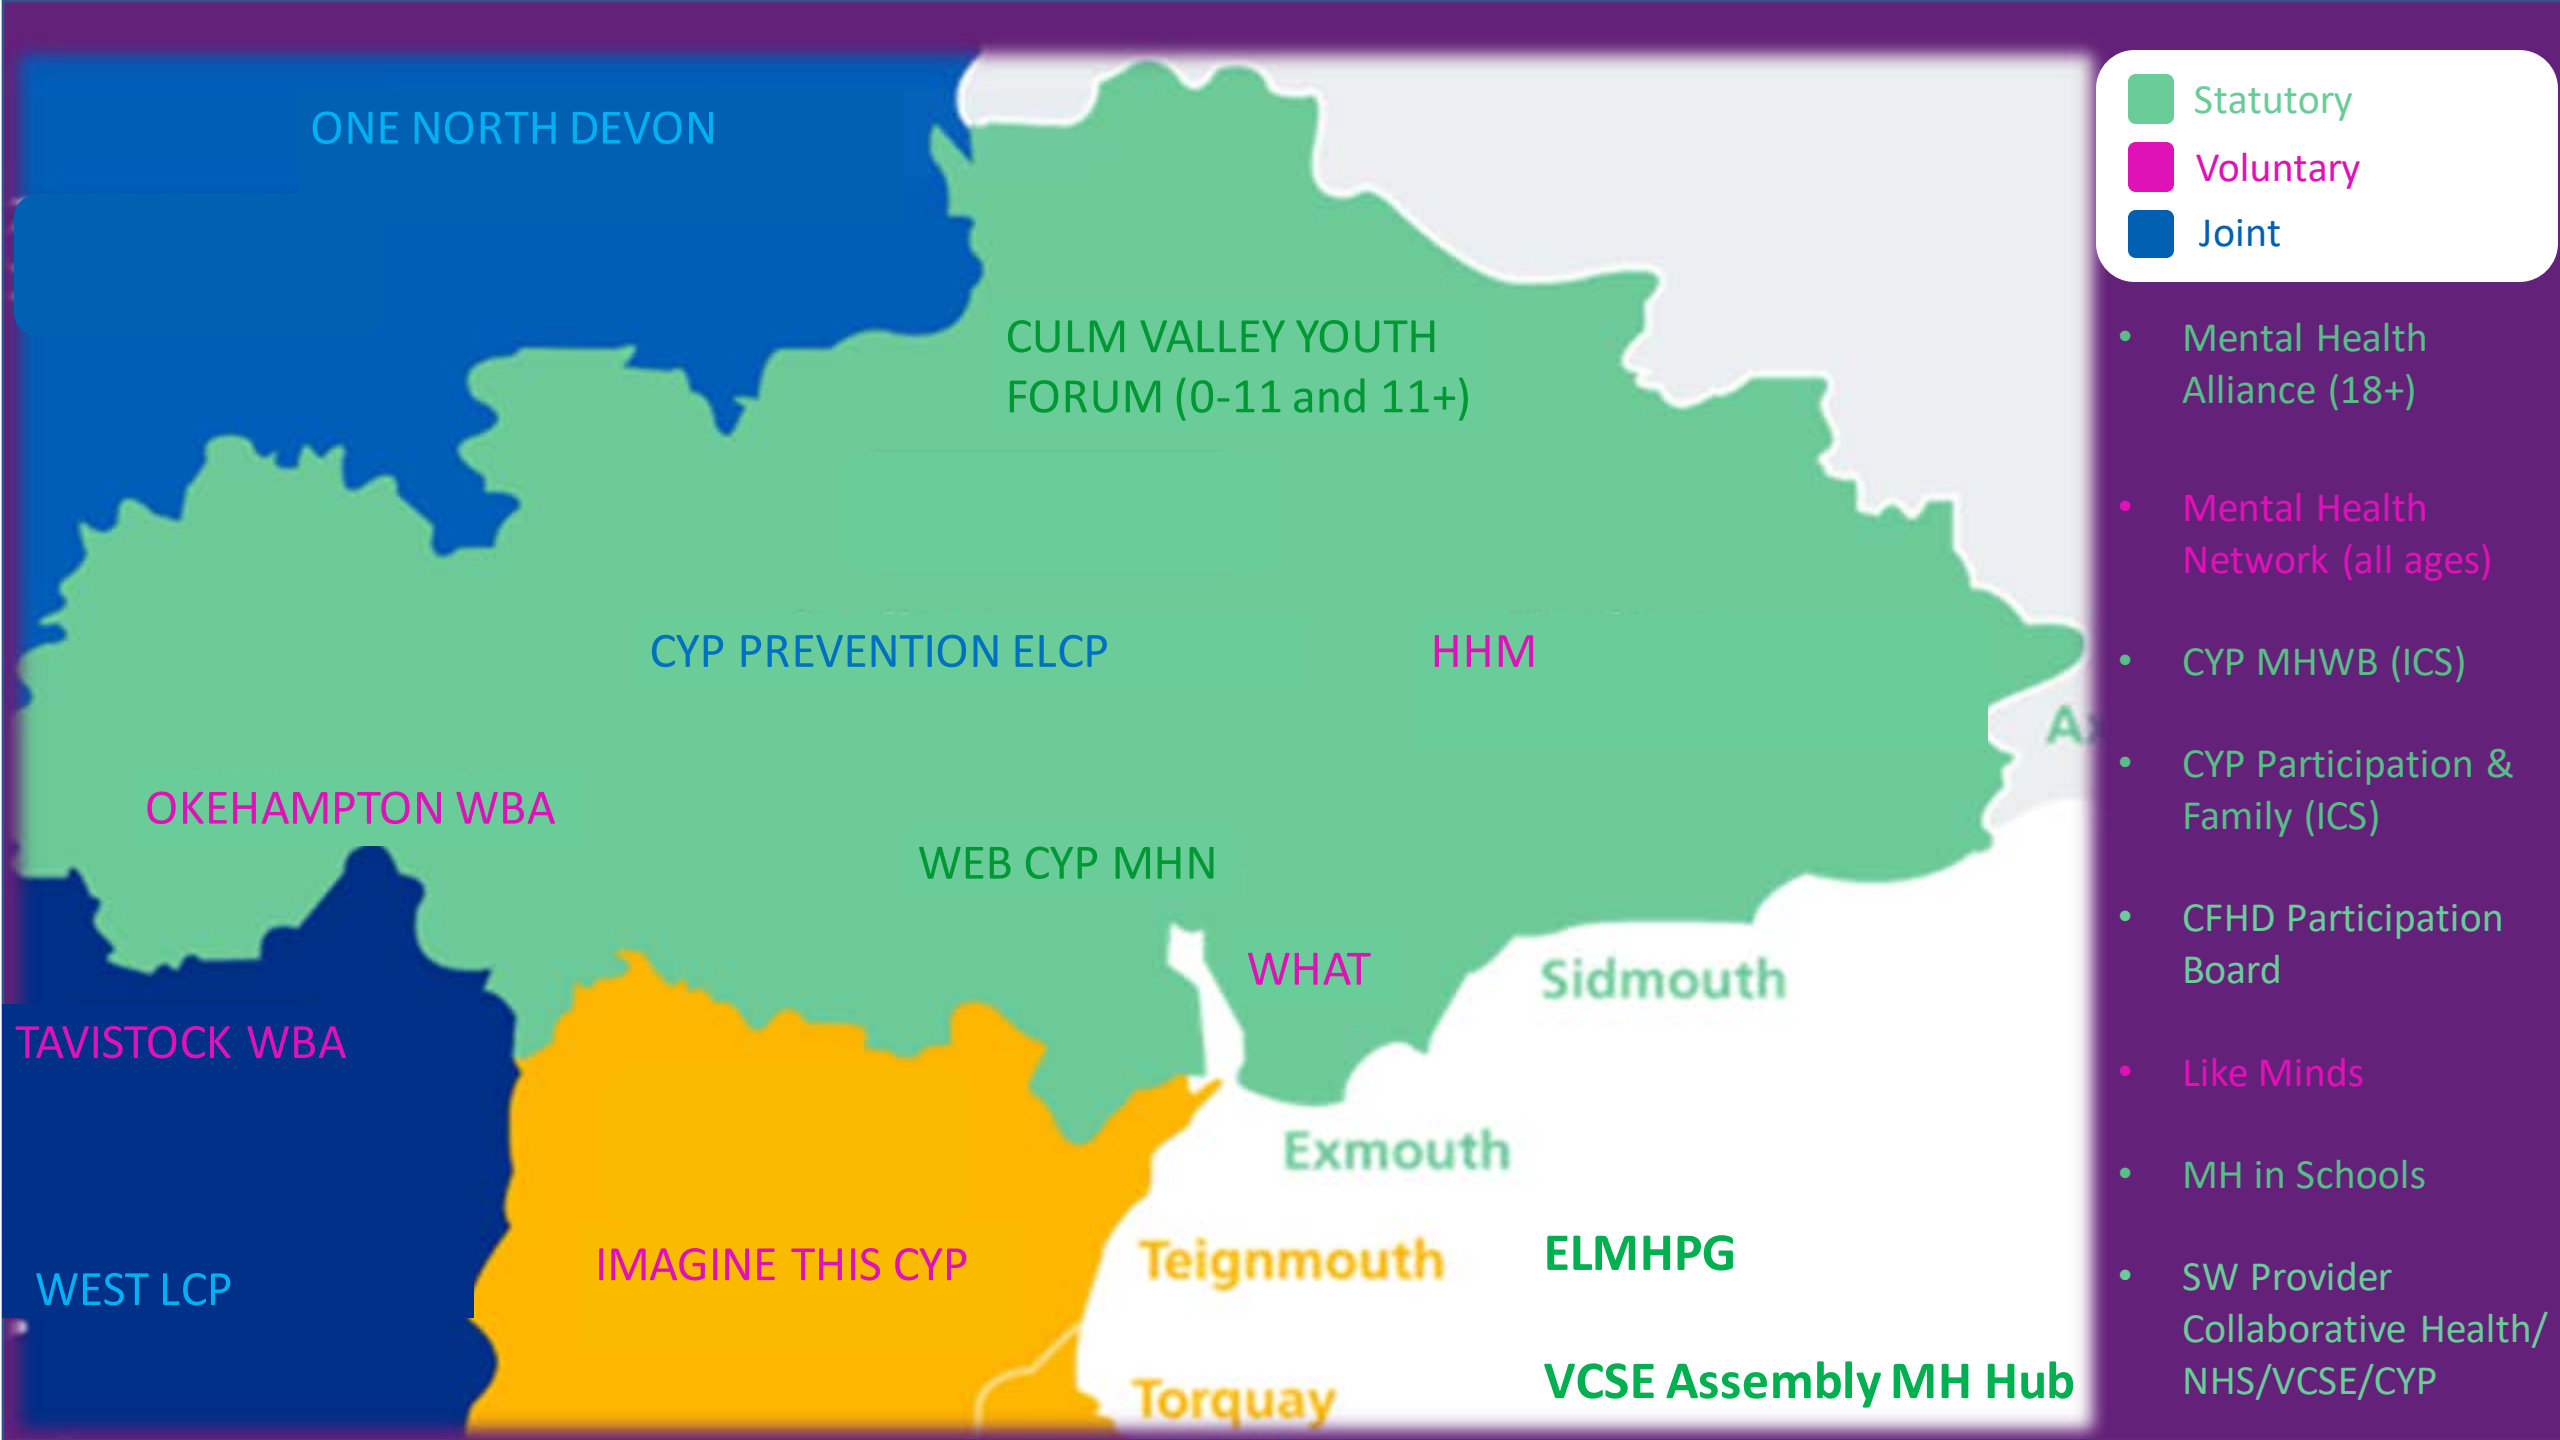 ONE NORTH DEVON
CULM VALLEY YOUTH
FORUM (0-11 and 11+)
CYP PREVENTION ELCP
HHM
OKEHAMPTON WBA
WEB CYP MHN
WHAT
Sidmouth
TAVISTOCK WBA
Exmouth
Teignmouth
ELMHPG
IMAGINE THIS CYP
WEST LCP
VCSE Assembly MH Hub
Torquay
Statutory
Voluntary
Joint
• Mental Health
Alliance (18+)
• Mental Health
Network (all ages)
• CYP MHWB (ICS)
• CYP Participation &
Family (ICS)
• CFHD Participation
Board
• Like Minds
• MH in Schools
• SW Provider
Collaborative Health/
NHS/VCSE/CYP